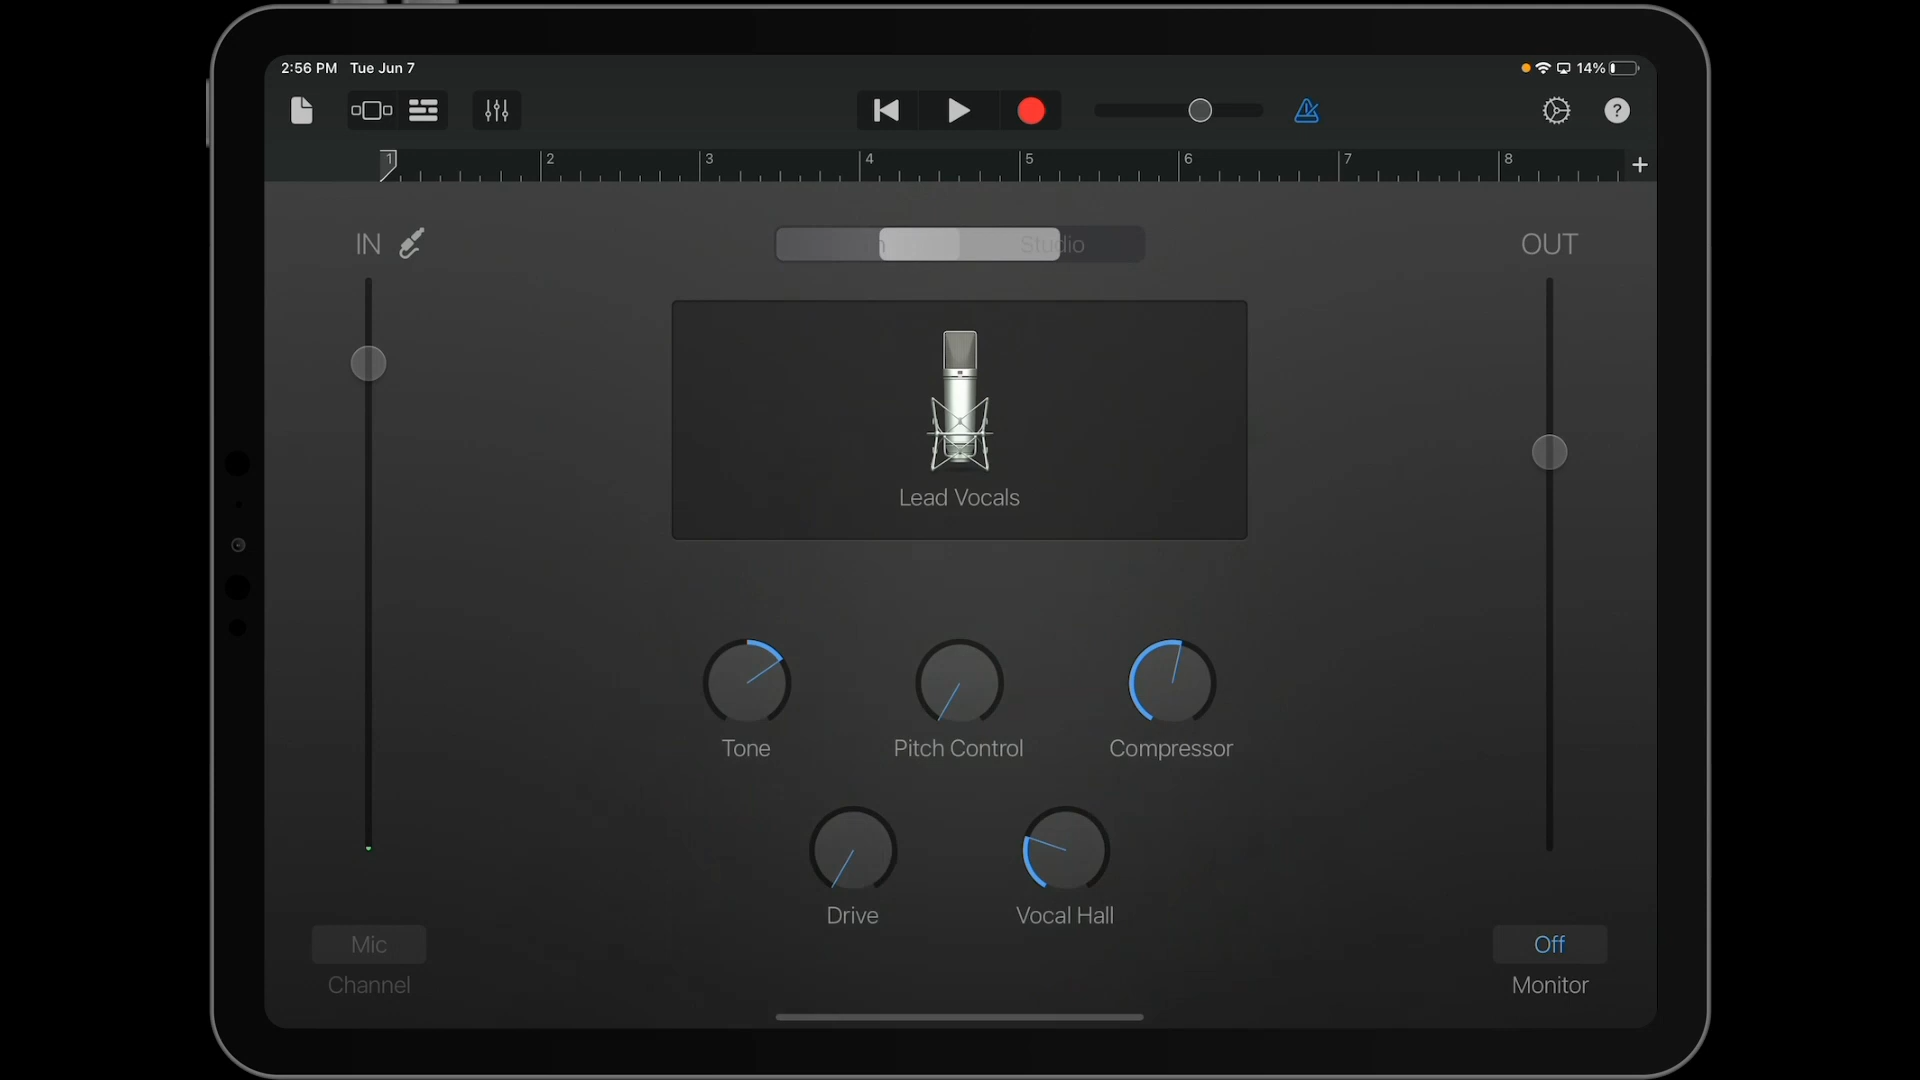 2:56 PM Tue Jun 7
14%
?
1 2 3 4 5 6 7 8 +
IN
Studio
OUT
Lead Vocals
Tone Pitch Control Compressor
Drive Vocal Hall
Mic
Off
Channel
Monitor